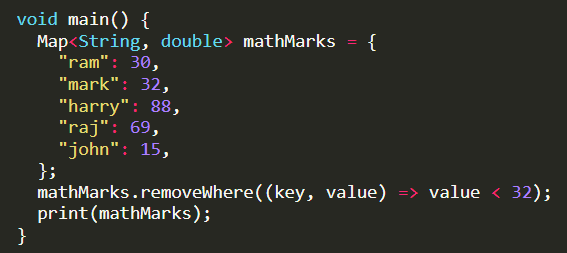 void main() {
  Map<String, double> mathMarks = {
    "ram": 30,
    "mark": 32,
    "harry": 88,
    "raj": 69,
    "john": 15,
  };
  mathMarks.removeWhere((key, value) => value < 32);
  print(mathMarks);
}